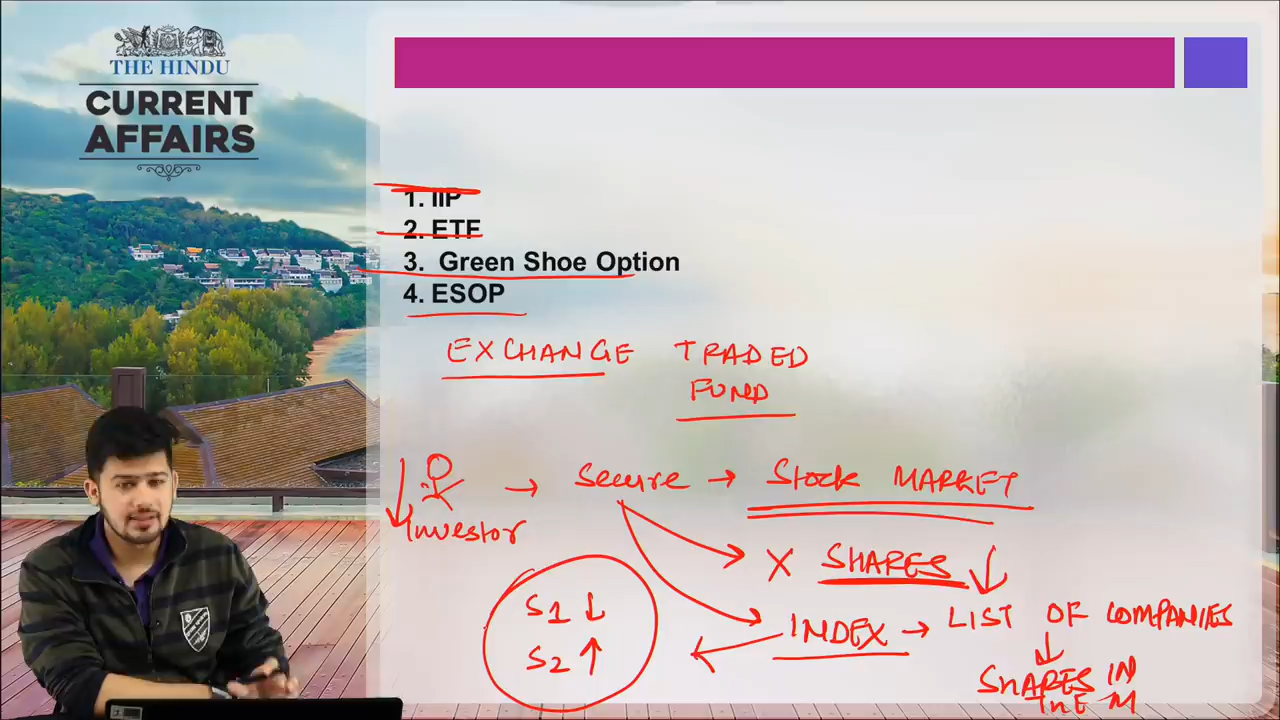 THE HINDU
CURRENT
AFFAIRS
1. IIP
2. ETF
3. Green Shoe Option
4. ESOP
EXCHANGE TRADED
FUND
Investor → Secure → Stock MARKET
X SHARES ↓
INDEX → LIST OF COMPANIES
↓
SHARES IN
THE M
S1 ↓
S2 ↑